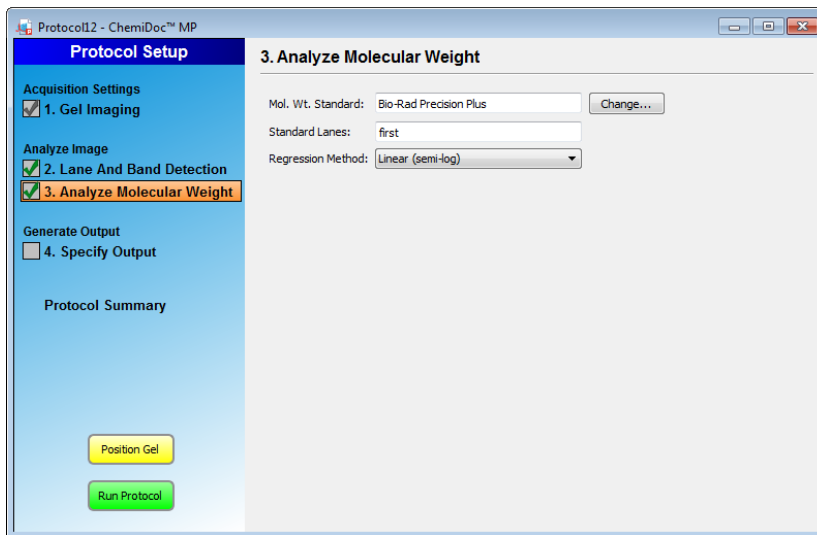 Protocol12 - ChemiDoc™ MP
Protocol Setup
Acquisition Settings
1. Gel Imaging
Analyze Image
2. Lane And Band Detection
3. Analyze Molecular Weight
Generate Output
4. Specify Output
Protocol Summary
Position Gel
Run Protocol
3. Analyze Molecular Weight
Mol. Wt. Standard: Bio-Rad Precision Plus Change...
Standard Lanes: first
Regression Method: Linear (semi-log)